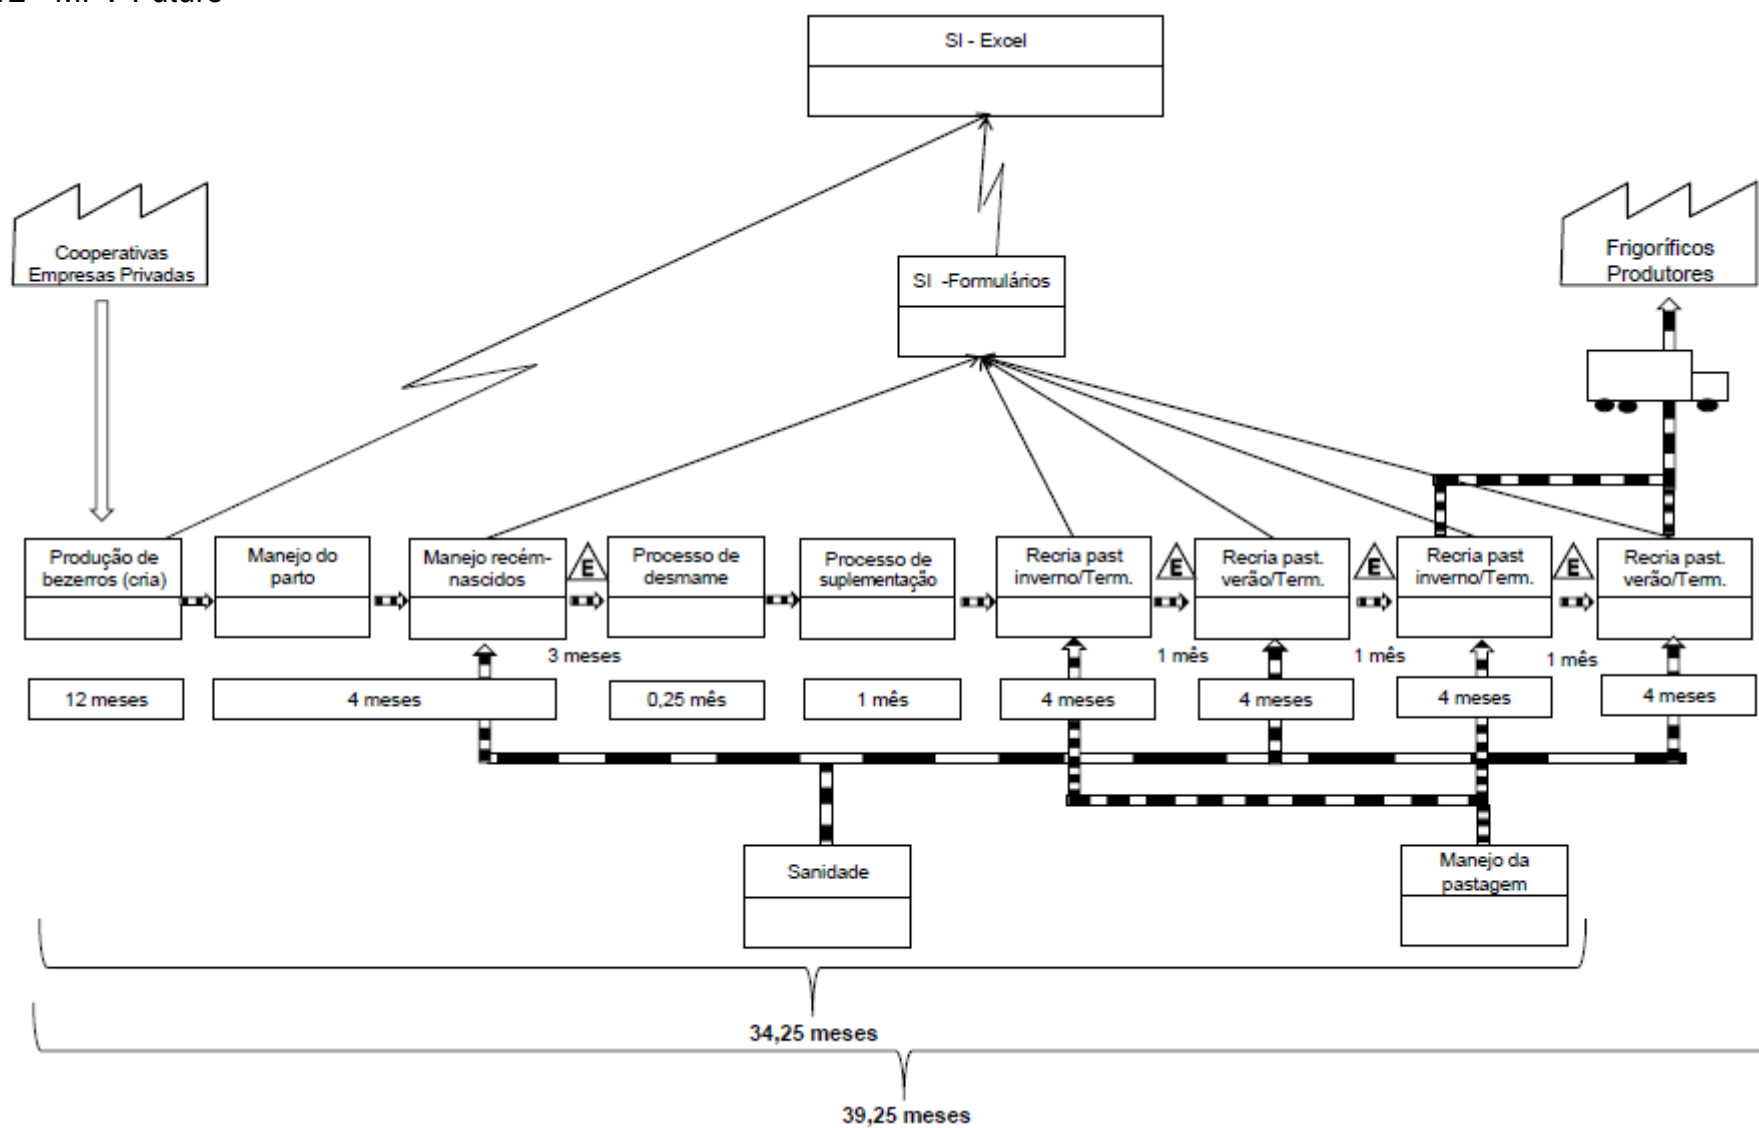 SI - Excel
Cooperativas
Empresas Privadas
Frigoríficos
Produtores
SI -Formulários
Produção de
bezerros (cria)
Manejo do
parto
Manejo recém-
nascidos
E
Processo de
desmame
Processo de
suplementação
Recria past
inverno/Term.
E
Recria past.
verão/Term.
E
Recria past
inverno/Term.
E
Recria past.
verão/Term.
3 meses
1 mês
1 mês
1 mês
12 meses
4 meses
0,25 mês
1 mês
4 meses
4 meses
4 meses
4 meses
Sanidade
Manejo da
pastagem
34,25 meses
39,25 meses